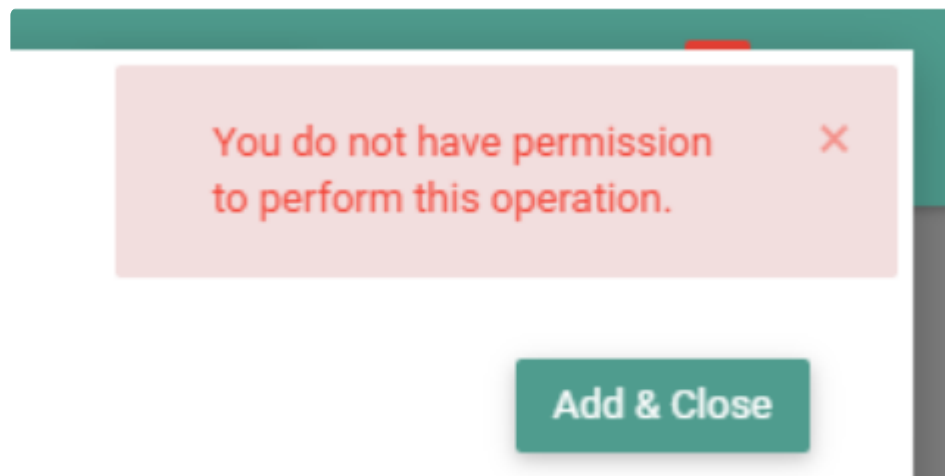 You do not have permission
to perform this operation.
Add & Close